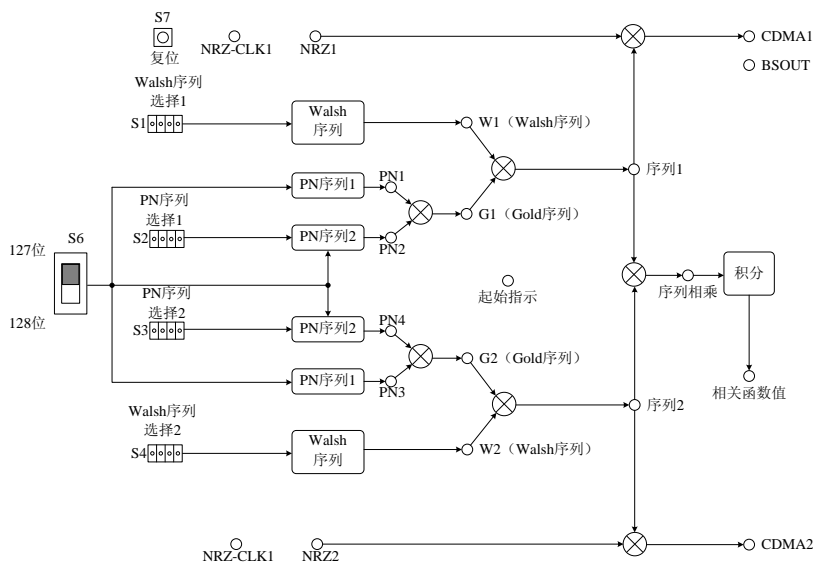 S7
复位
NRZ-CLK1
NRZ1
CDMA1
BSOUT
Walsh序列
选择1
S1
Walsh
序列
W1（Walsh序列）
PN序列1
PN1
序列1
PN序列
选择1
S2
PN序列2
PN2
G1（Gold序列）
S6
127位
128位
起始指示
序列相乘
积分
PN序列
选择2
S3
PN序列2
PN4
G2（Gold序列）
PN序列1
PN3
相关函数值
序列2
Walsh序列
选择2
S4
Walsh
序列
W2（Walsh序列）
NRZ-CLK1
NRZ2
CDMA2